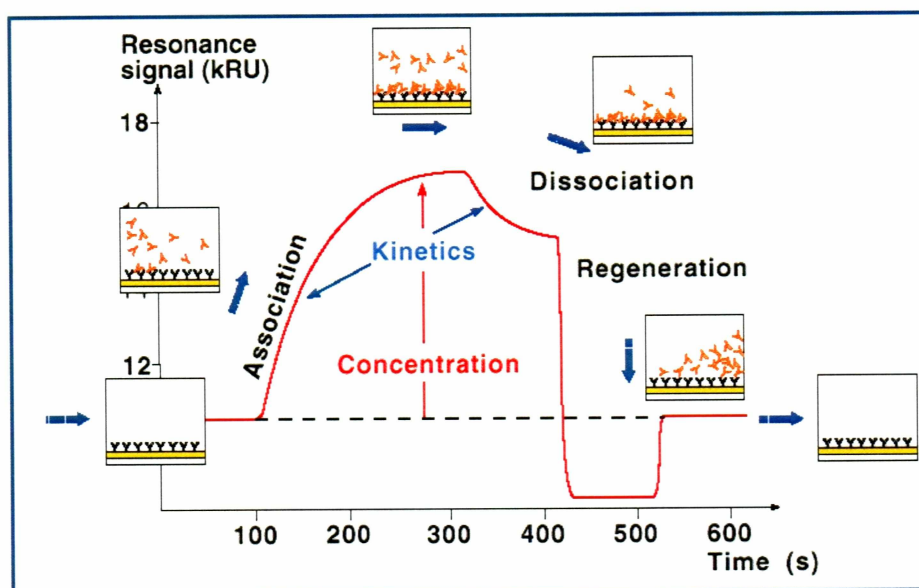 Resonance
signal (kRU)
18
12
Association
Kinetics
Concentration
Dissociation
Regeneration
100
200
300
400
500
600
Time (s)